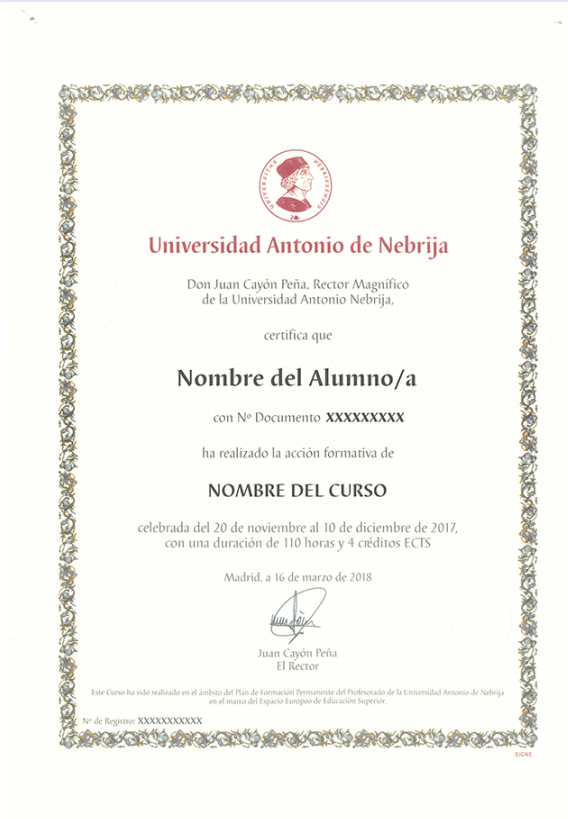 UNIVERSITAS NEBRISSENSIS
Universidad Antonio de Nebrija
Don Juan Cayón Peña, Rector Magnífico
de la Universidad Antonio Nebrija,
certifica que
Nombre del Alumno/a
con Nº Documento XXXXXXXXX
ha realizado la acción formativa de
NOMBRE DEL CURSO
celebrada del 20 de noviembre al 10 de diciembre de 2017,
con una duración de 110 horas y 4 créditos ECTS
Madrid, a 16 de marzo de 2018
Juan Cayón Peña
El Rector
Este Curso ha sido realizado en el ámbito del Plan de Formación Permanente del Profesorado de la Universidad Antonio de Nebrija
en el marco del Espacio Europeo de Educación Superior.
Nº de Registro: XXXXXXXXXXX
SIGNE